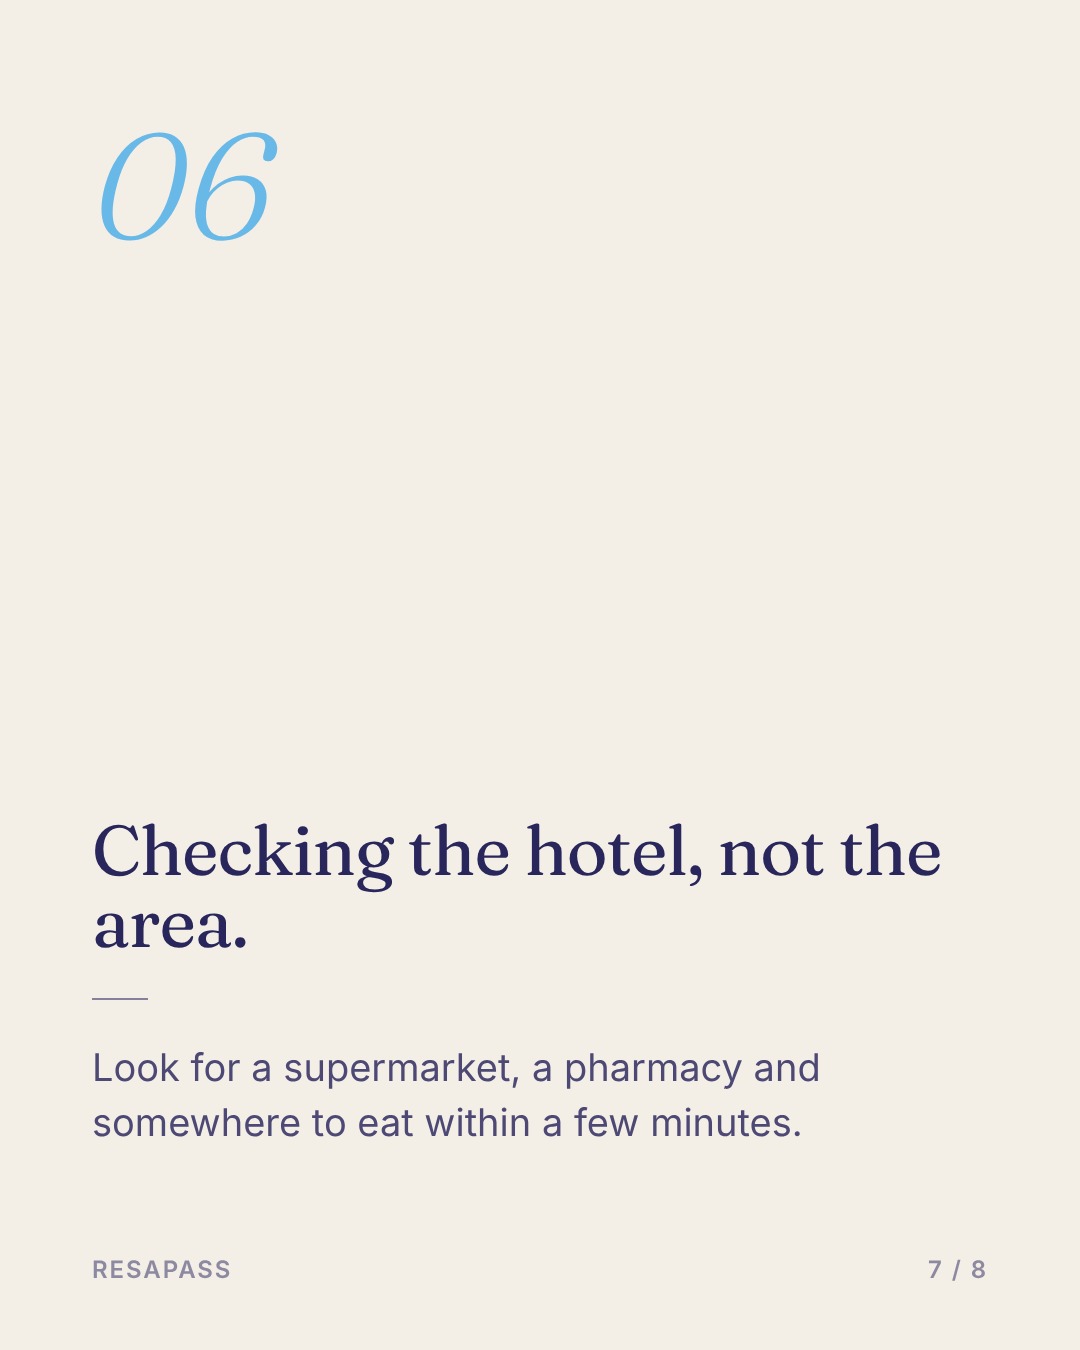 06
Checking the hotel, not the
area.
Look for a supermarket, a pharmacy and
somewhere to eat within a few minutes.
RESAPASS
7 / 8